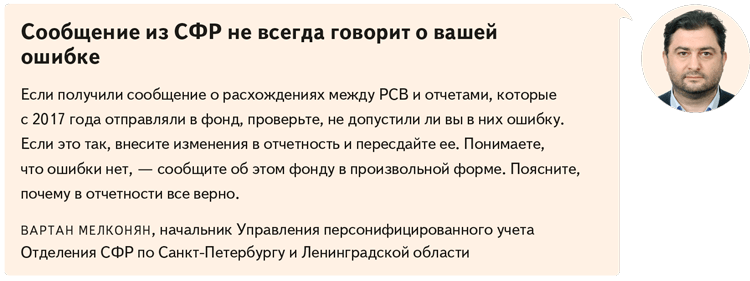 Сообщение из СФР не всегда говорит о вашей
ошибке
Если получили сообщение о расхождениях между РСВ и отчетами, которые
с 2017 года отправляли в фонд, проверьте, не допустили ли вы в них ошибку.
Если это так, внесите изменения в отчетность и пересдайте ее. Понимаете,
что ошибки нет, — сообщите об этом фонду в произвольной форме. Поясните,
почему в отчетности все верно.
ВАРТАН МЕЛКОНЯН, начальник Управления персонифицированного учета
Отделения СФР по Санкт-Петербургу и Ленинградской области